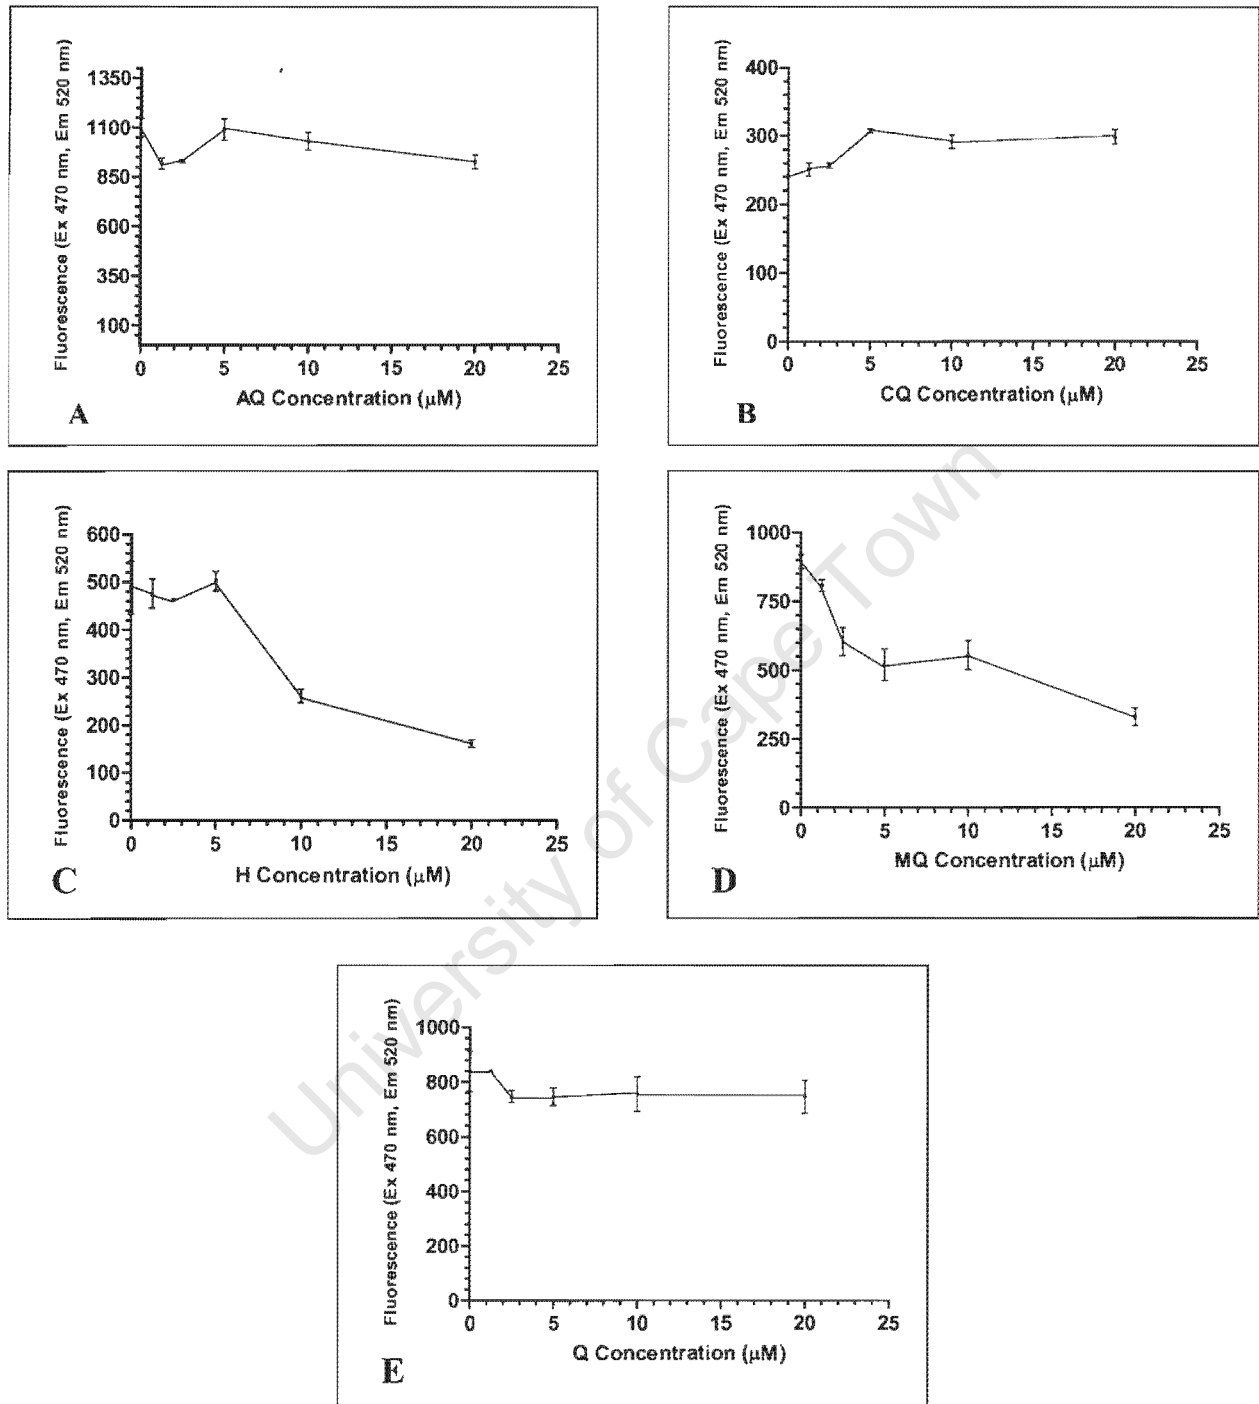 Fluorescence (Ex 470 nm, Em 520 nm)
1350
1100
850
600
350
100
0 5 10 15 20 25
AQ Concentration (μM)
A
Fluorescence (Ex 470 nm, Em 520 nm)
400
300
200
100
0
0 5 10 15 20 25
CQ Concentration (μM)
B
Fluorescence (Ex 470 nm, Em 520 nm)
600
500
400
300
200
100
0
0 5 10 15 20 25
H Concentration (μM)
C
Fluorescence (Ex 470 nm, Em 520 nm)
1000
750
500
250
0
0 5 10 15 20 25
MQ Concentration (μM)
D
Fluorescence (Ex 470 nm, Em 520 nm)
1000
800
600
400
200
0
0 5 10 15 20 25
Q Concentration (μM)
E
University of Cape Town